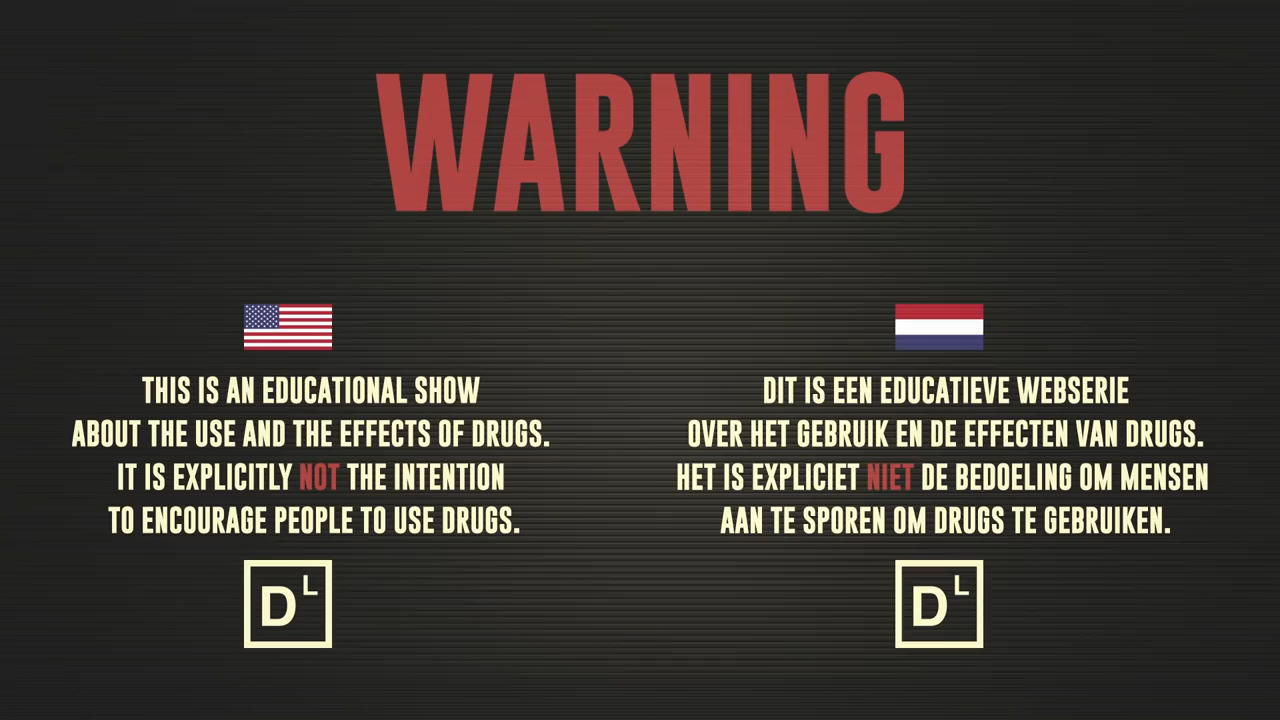 WARNING
THIS IS AN EDUCATIONAL SHOW
ABOUT THE USE AND THE EFFECTS OF DRUGS.
IT IS EXPLICITLY NOT THE INTENTION
TO ENCOURAGE PEOPLE TO USE DRUGS.
DL
DIT IS EEN EDUCATIEVE WEBSERIE
OVER HET GEBRUIK EN DE EFFECTEN VAN DRUGS.
HET IS EXPLICIET NIET DE BEDOELING OM MENSEN
AAN TE SPOREN OM DRUGS TE GEBRUIKEN.
DL